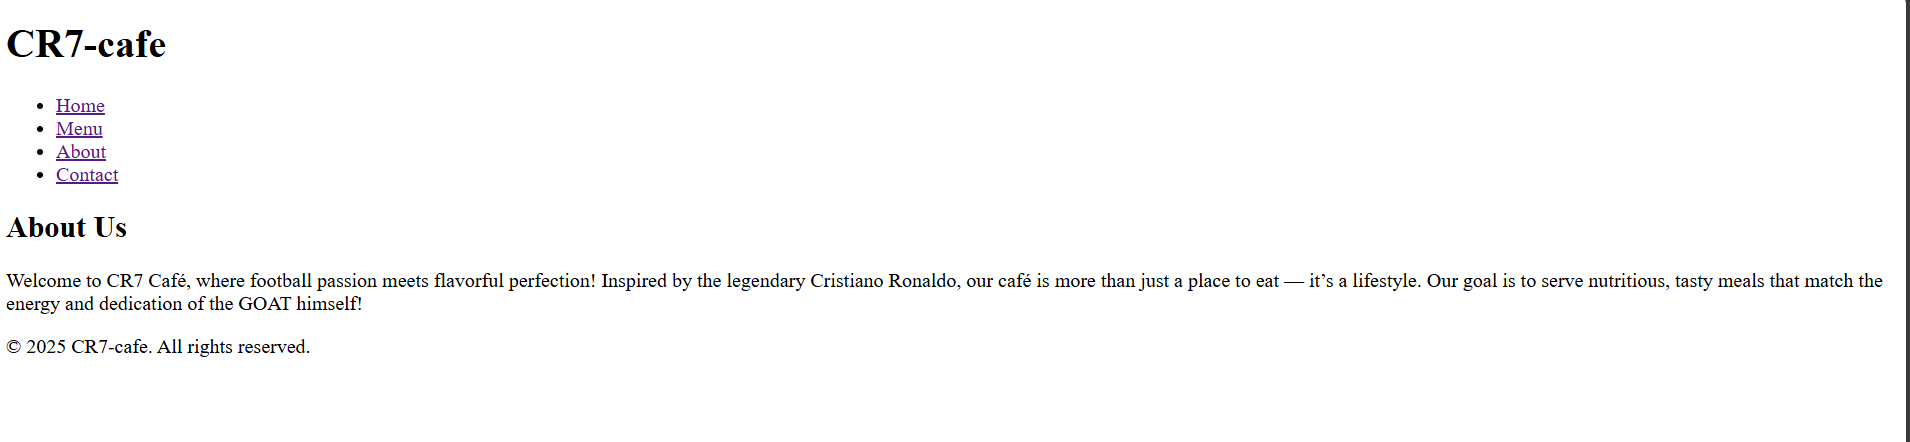 CR7-cafe
Home
Menu
About
Contact
About Us
Welcome to CR7 Café, where football passion meets flavorful perfection! Inspired by the legendary Cristiano Ronaldo, our café is more than just a place to eat — it’s a lifestyle. Our goal is to serve nutritious, tasty meals that match the
energy and dedication of the GOAT himself!
© 2025 CR7-cafe. All rights reserved.